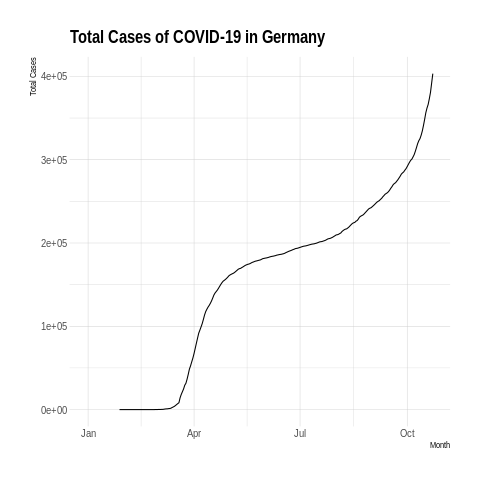 Total Cases of COVID-19 in Germany
Total Cases
4e+05
3e+05
2e+05
1e+05
0e+00
Jan Apr Jul Oct
Month